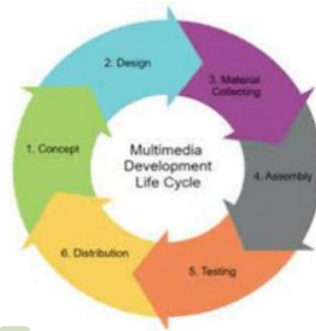 2. Design
3. Material
Collecting
1. Concept
Multimedia
Development
Life Cycle
4. Assembly
6. Distribution
5. Testing